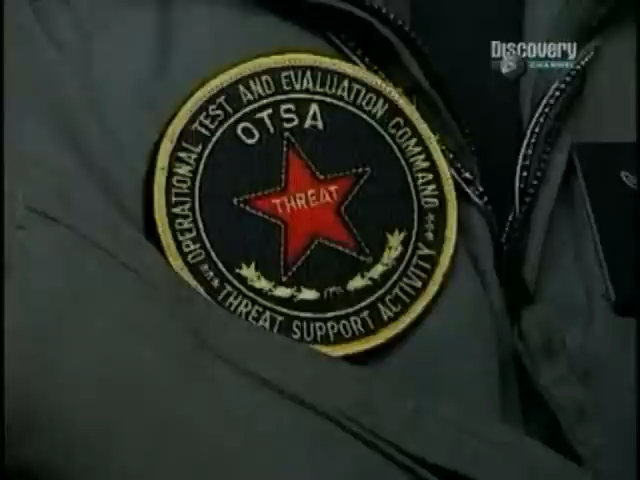 Discovery
CHANNEL
OPERATIONAL TEST AND EVALUATION COMMAND
OTSA
THREAT
THREAT SUPPORT ACTIVITY